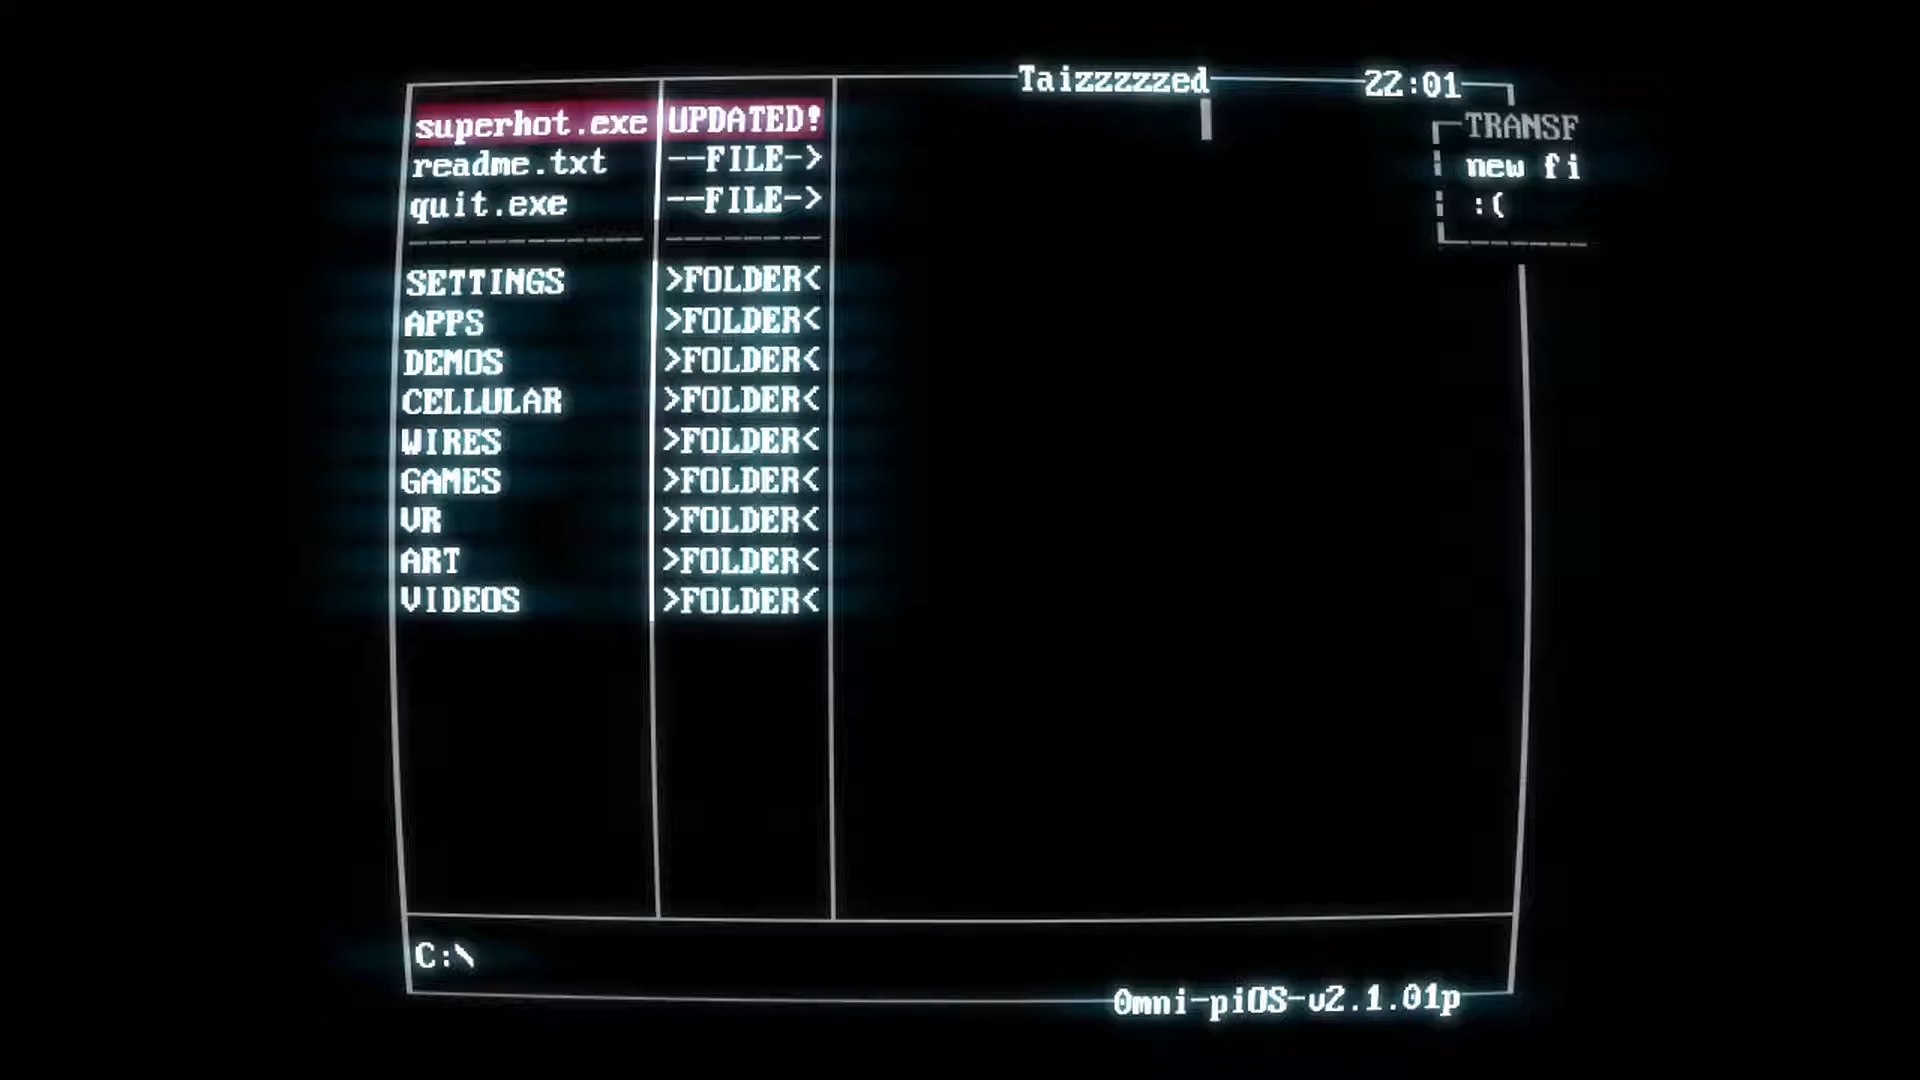 Taizzzzzed 22:01
superhot.exe UPDATED!
readme.txt --FILE->
quit.exe --FILE->
SETTINGS >FOLDER<
APPS >FOLDER<
DEMOS >FOLDER<
CELLULAR >FOLDER<
WIRES >FOLDER<
GAMES >FOLDER<
VR >FOLDER<
ART >FOLDER<
VIDEOS >FOLDER<
TRANSF
new fi
:(
C:\
0mni-piOS-v2.1.01p